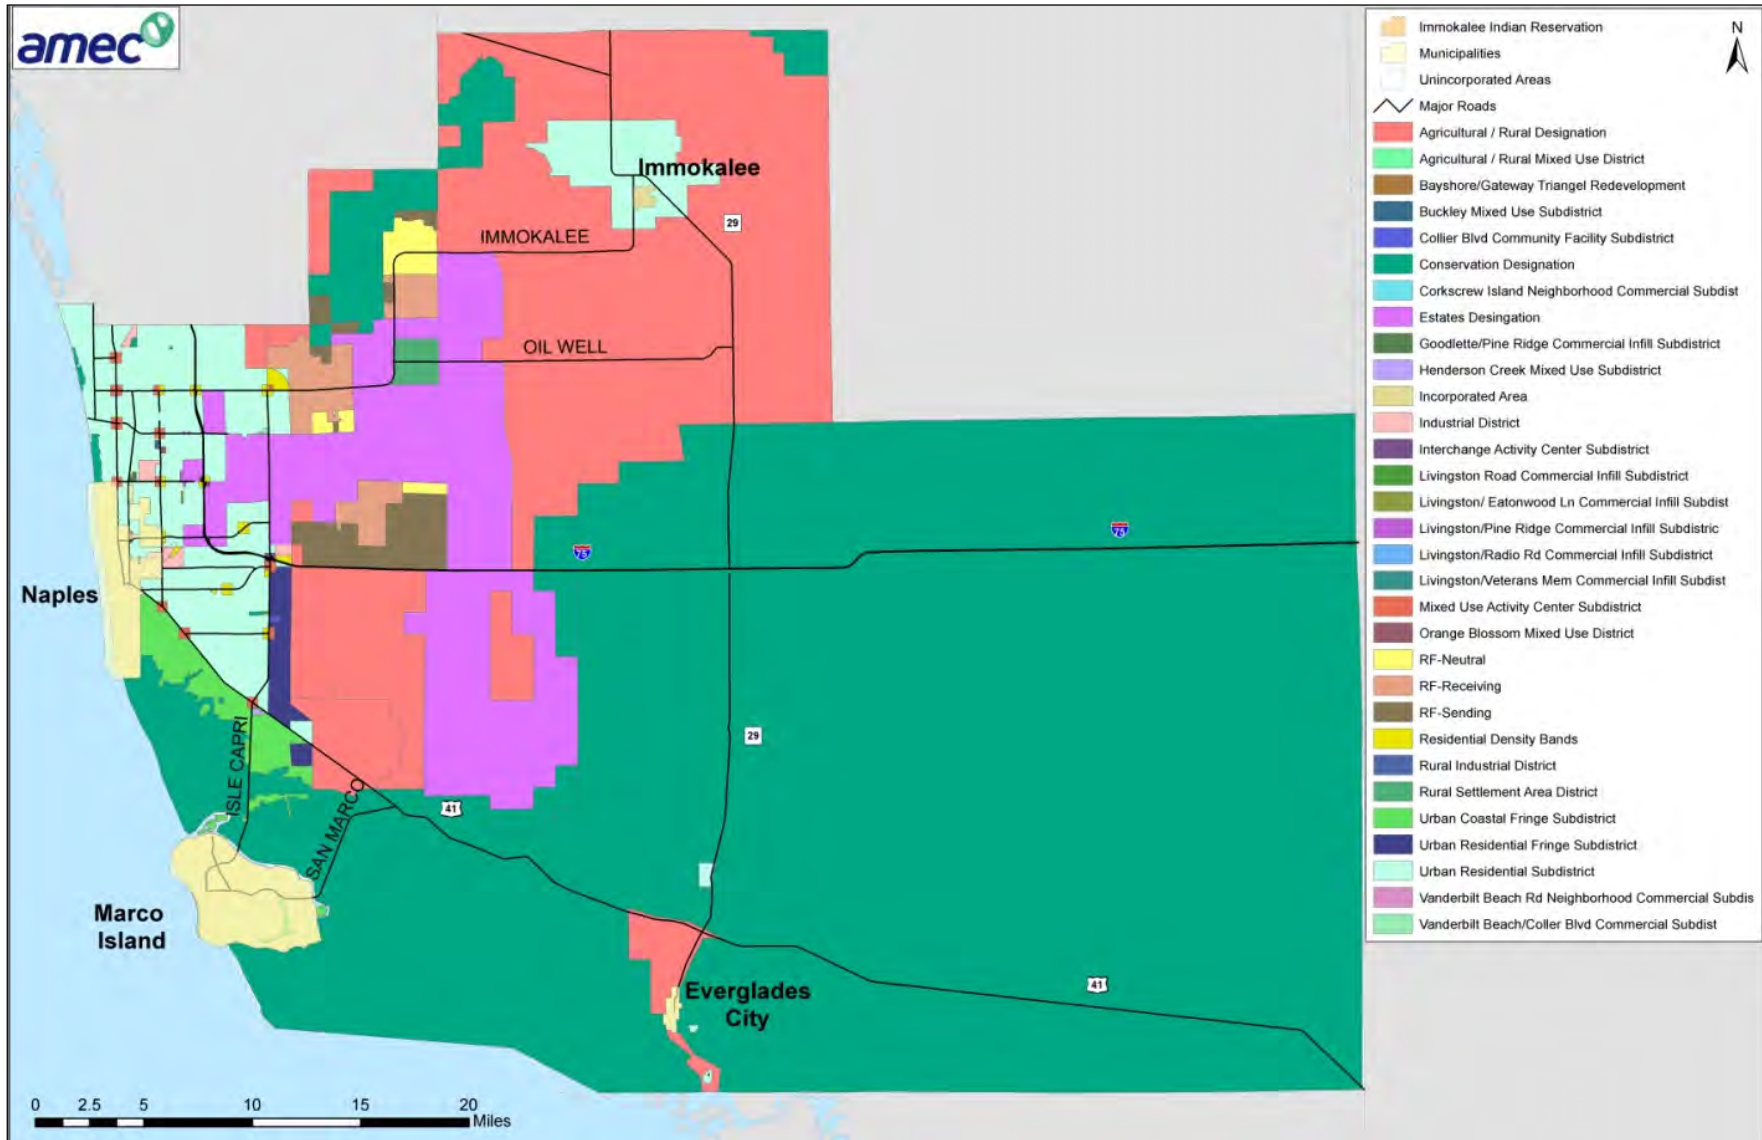 amec
Immokalee
IMMOKALEE
29
OIL WELL
75
75
Naples
29
ISLE CAPRI
SAN MARCO
41
Marco
Island
Everglades
City
41
0 2.5 5 10 15 20
Miles
N
Immokalee Indian Reservation
Municipalities
Unincorporated Areas
Major Roads
Agricultural / Rural Designation
Agricultural / Rural Mixed Use District
Bayshore/Gateway Triangel Redevelopment
Buckley Mixed Use Subdistrict
Collier Blvd Community Facility Subdistrict
Conservation Designation
Corkscrew Island Neighborhood Commercial Subdist
Estates Desingation
Goodlette/Pine Ridge Commercial Infill Subdistrict
Henderson Creek Mixed Use Subdistrict
Incorporated Area
Industrial District
Interchange Activity Center Subdistrict
Livingston Road Commercial Infill Subdistrict
Livingston/ Eatonwood Ln Commercial Infill Subdist
Livingston/Pine Ridge Commercial Infill Subdistric
Livingston/Radio Rd Commercial Infill Subdistrict
Livingston/Veterans Mem Commercial Infill Subdist
Mixed Use Activity Center Subdistrict
Orange Blossom Mixed Use District
RF-Neutral
RF-Receiving
RF-Sending
Residential Density Bands
Rural Industrial District
Rural Settlement Area District
Urban Coastal Fringe Subdistrict
Urban Residential Fringe Subdistrict
Urban Residential Subdistrict
Vanderbilt Beach Rd Neighborhood Commercial Subdis
Vanderbilt Beach/Coller Blvd Commercial Subdist